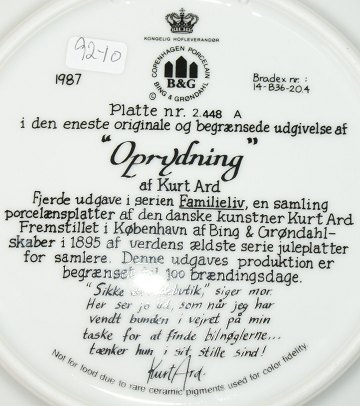 KONGELIG HOFLEVERANDØR
92-10
COPENHAGEN PORCELAIN
B&G
© BING & GRØNDAHL
1987
Bradex nr:
14-B36-20.4
Platte nr. 2.448 A
i den eneste originale og begrænsede udgivelse af
"Oprydning"
af Kurt Ard
Fjerde udgave i serien Familieliv, en samling
porcelænsplatter af den danske kunstner Kurt Ard
Fremstillet i København af Bing & Grøndahl-
skaber i 1895 af verdens ældste serie juleplatter
for samlere. Denne udgaves produktion er
begrænset til 100 brændingsdage.
"Sikke butik," siger mor.
Her ser jo ud, som når jeg har
vendt bunden i vejret på min
taske for at finde bilnøglerne...
tænker hun i sit stille sind!
Kurt Ard.
Not for food due to rare ceramic pigments used for color fidelity.